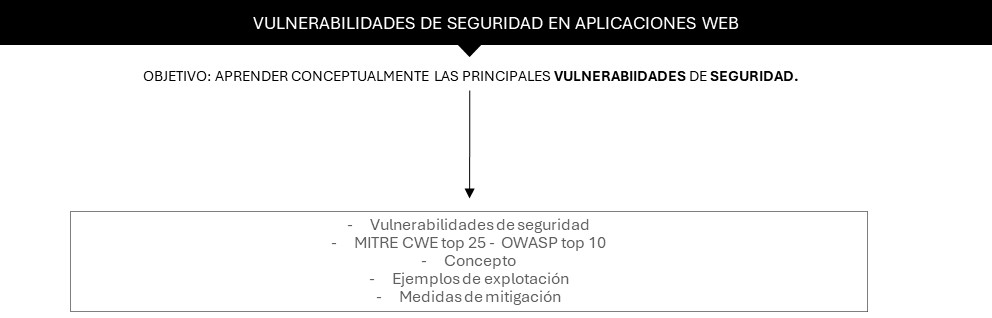 VULNERABILIDADES DE SEGURIDAD EN APLICACIONES WEB
OBJETIVO: APRENDER CONCEPTUALMENTE LAS PRINCIPALES VULNERABIIDADES DE SEGURIDAD.
- Vulnerabilidades de seguridad
- MITRE CWE top 25 - OWASP top 10
- Concepto
- Ejemplos de explotación
- Medidas de mitigación